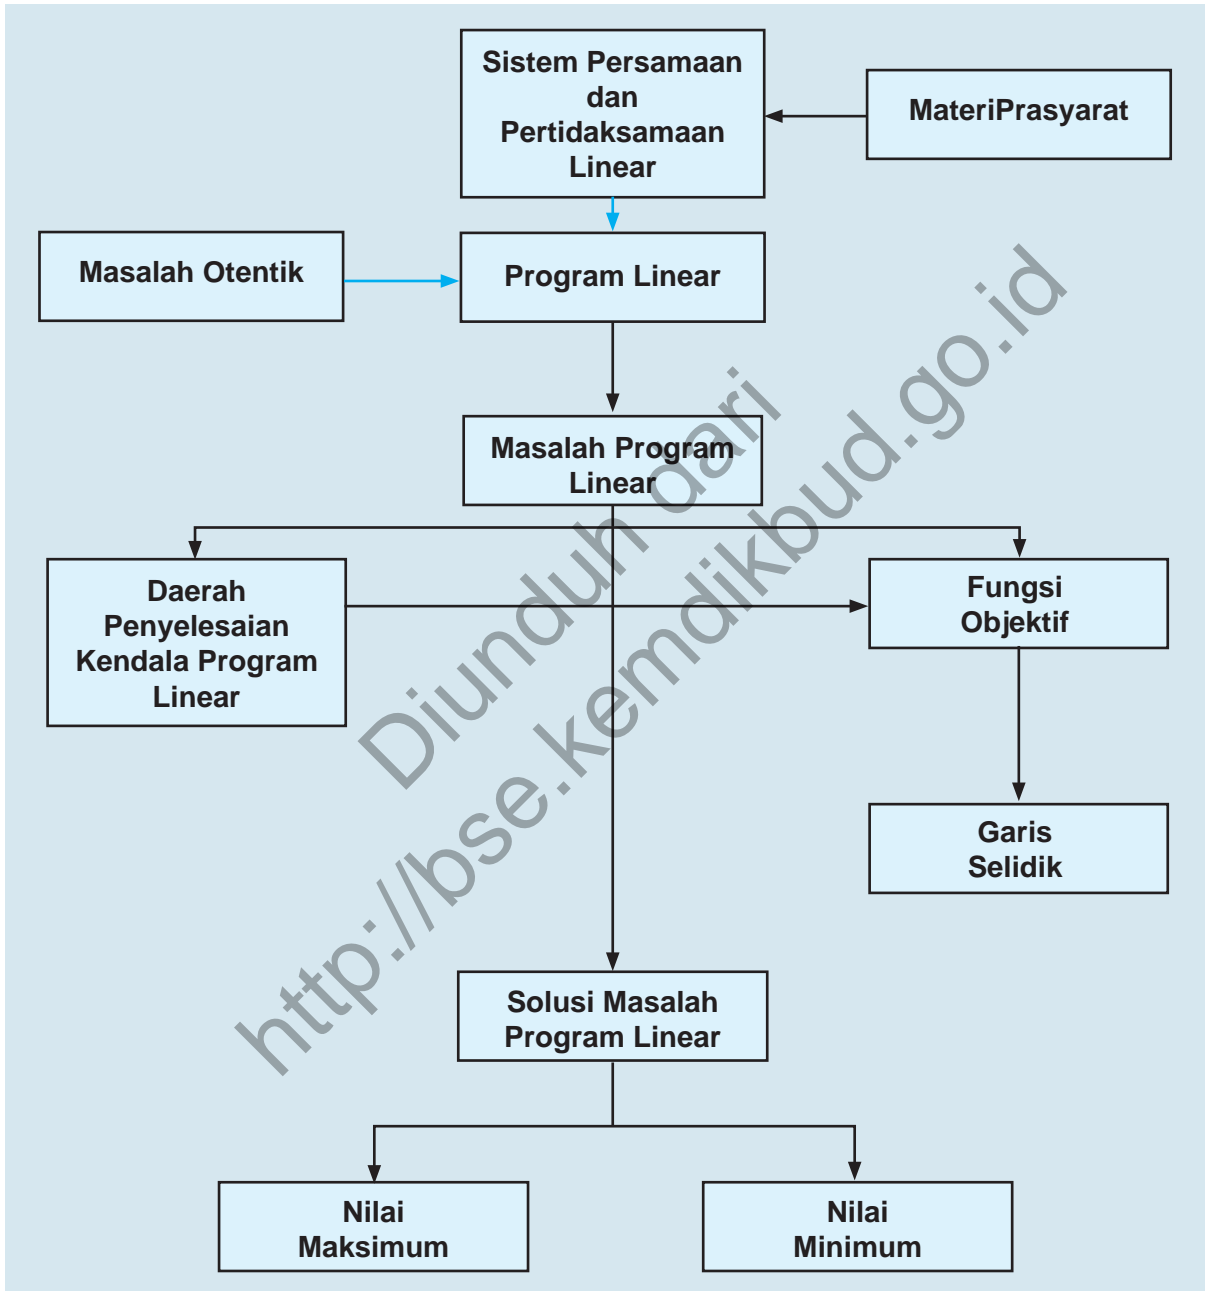 Sistem Persamaan
dan
Pertidaksamaan
Linear
MateriPrasyarat
Masalah Otentik
Program Linear
Masalah Program
Linear
Daerah
Penyelesaian
Kendala Program
Linear
Fungsi
Objektif
Garis
Selidik
Solusi Masalah
Program Linear
Nilai
Maksimum
Nilai
Minimum
Diunduh dari
http://bse.kemdikbud.go.id